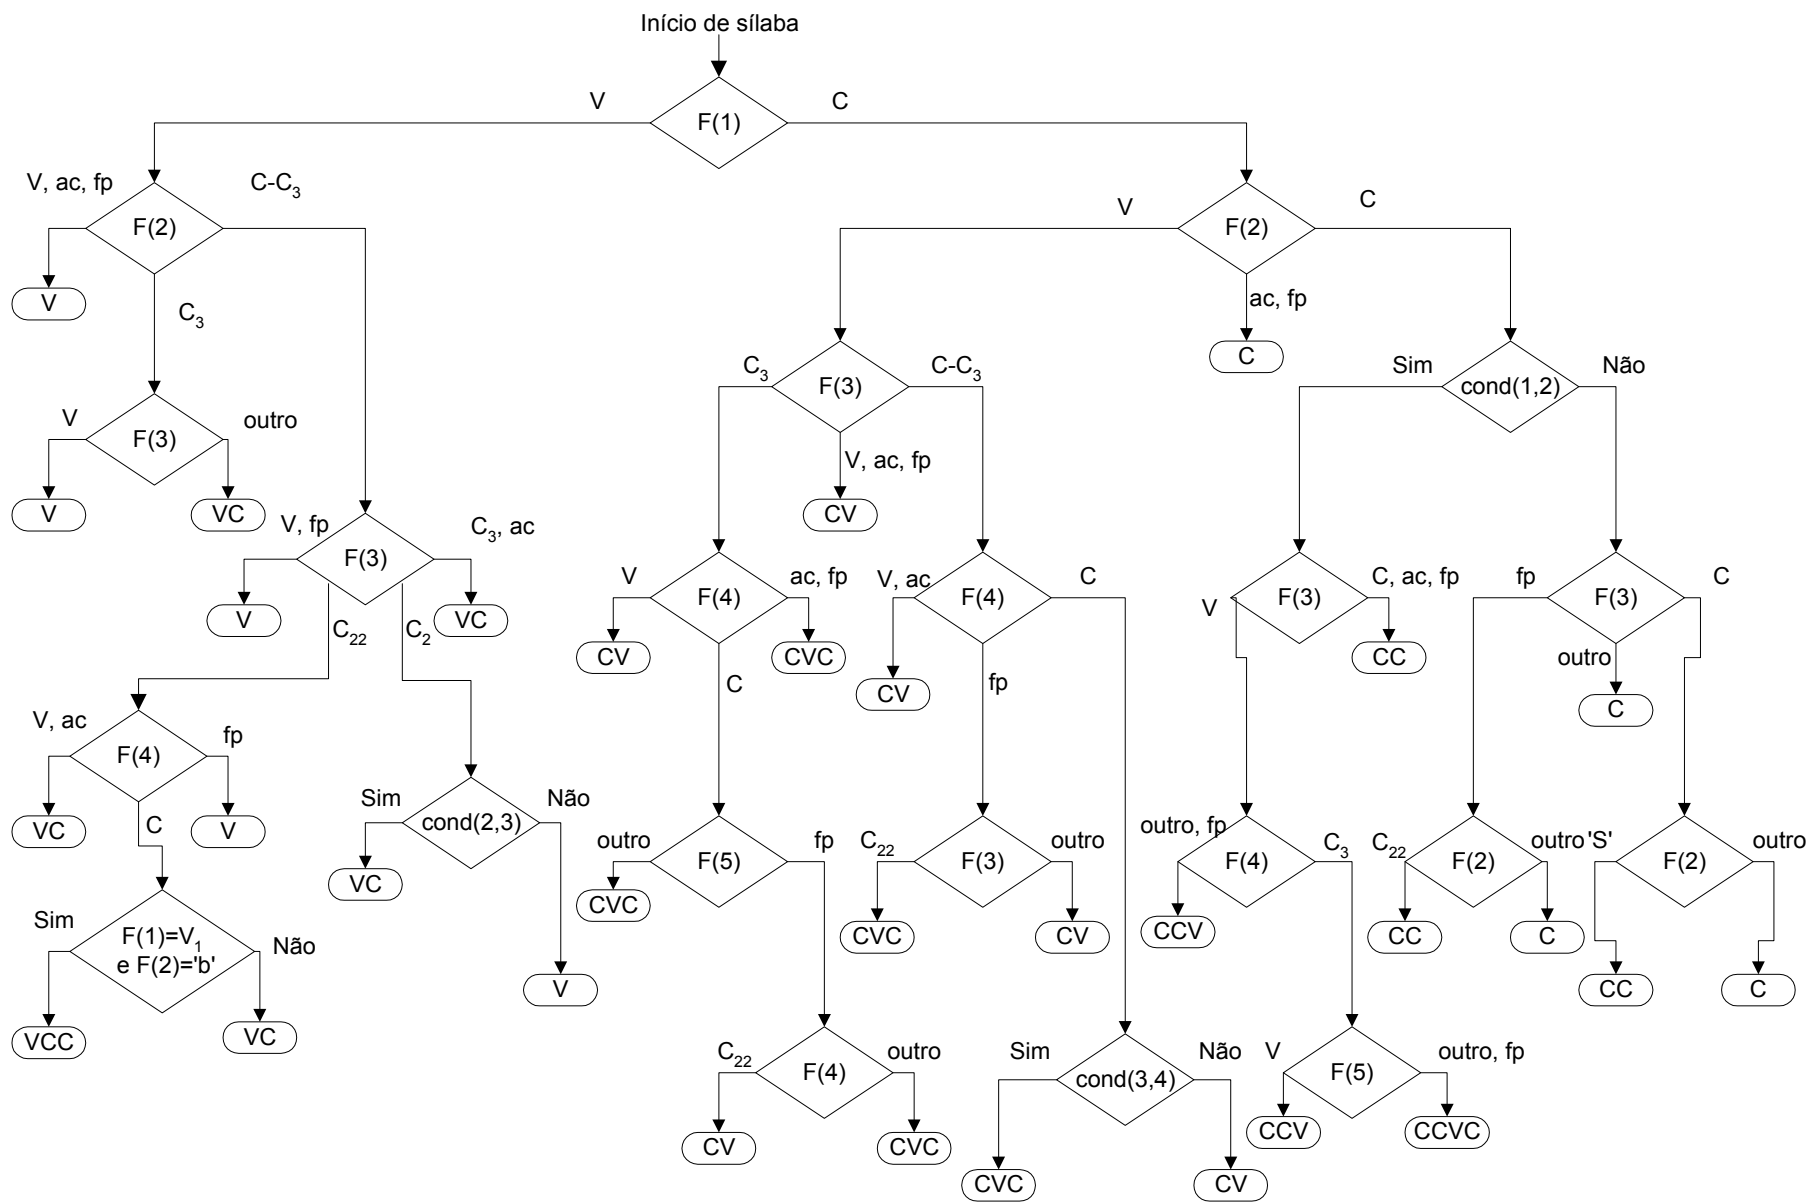 Início de sílaba
V
C
F(1)
V, ac, fp
C-C3
F(2)
V
C
F(2)
V
C3
ac, fp
C
C3
C-C3
F(3)
Sim
Não
cond(1,2)
V
outro
F(3)
V, ac, fp
V
VC
CV
V, fp
C3, ac
F(3)
V
ac, fp
F(4)
V, ac
C
F(4)
V
C, ac, fp
F(3)
fp
C
F(3)
V
VC
C22
C2
CV
CVC
CC
outro
C
fp
CV
C
V, ac
fp
F(4)
VC
C
V
Sim
Não
cond(2,3)
outro
fp
F(5)
C22
outro
F(3)
outro, fp
C3
F(4)
C22
outro
F(2)
'S'
outro
F(2)
VC
CVC
Sim
Não
F(1)=V1
e F(2)='b'
CVC
CV
CCV
CC
C
V
CC
C
VCC
VC
C22
outro
F(4)
Sim
Não
cond(3,4)
V
outro, fp
F(5)
CV
CVC
CCV
CCVC
CVC
CV